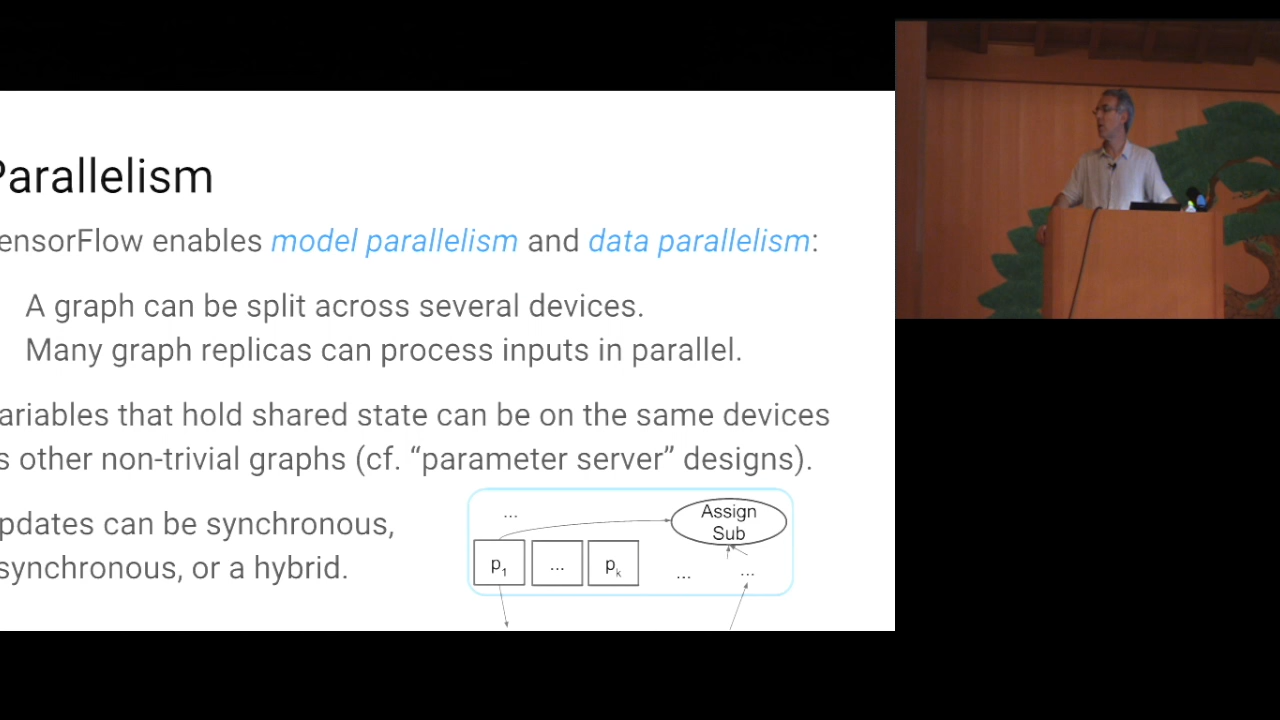 Parallelism
ensorFlow enables model parallelism and data parallelism:
A graph can be split across several devices.
Many graph replicas can process inputs in parallel.
ariables that hold shared state can be on the same devices
s other non-trivial graphs (cf. “parameter server” designs).
pdates can be synchronous,
synchronous, or a hybrid.
...
Assign
Sub
p1 ... pk
... ...